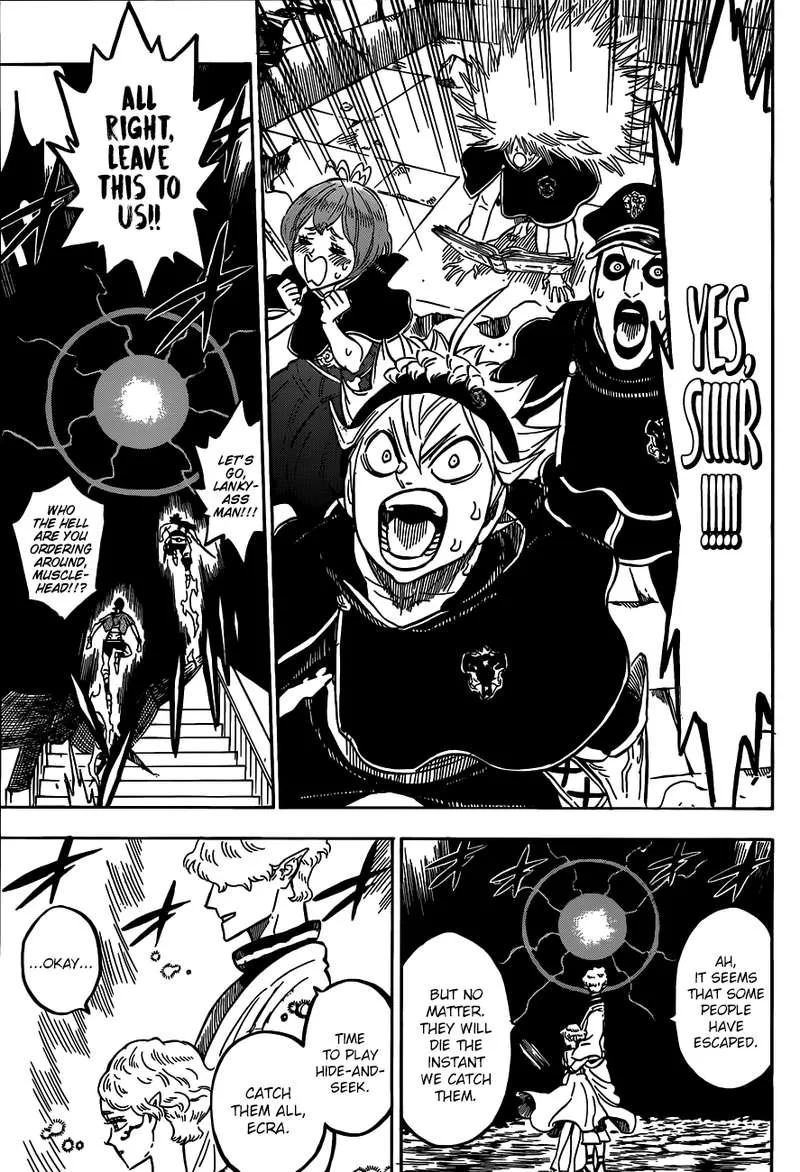 YES,
SIIIIR
!!!!!
ALL
RIGHT,
LEAVE
THIS TO
US!!
LET'S
GO,
LANKY-
ASS
MAN!!!
WHO
THE HELL
ARE YOU
ORDERING
AROUND,
MUSCLE-
HEAD!!?
AH,
IT SEEMS
THAT SOME
PEOPLE
HAVE
ESCAPED.
BUT NO
MATTER.
THEY WILL
DIE THE
INSTANT
WE CATCH
THEM.
TIME
TO PLAY
HIDE-AND-
SEEK.
CATCH
THEM ALL,
ECRA.
...OKAY...